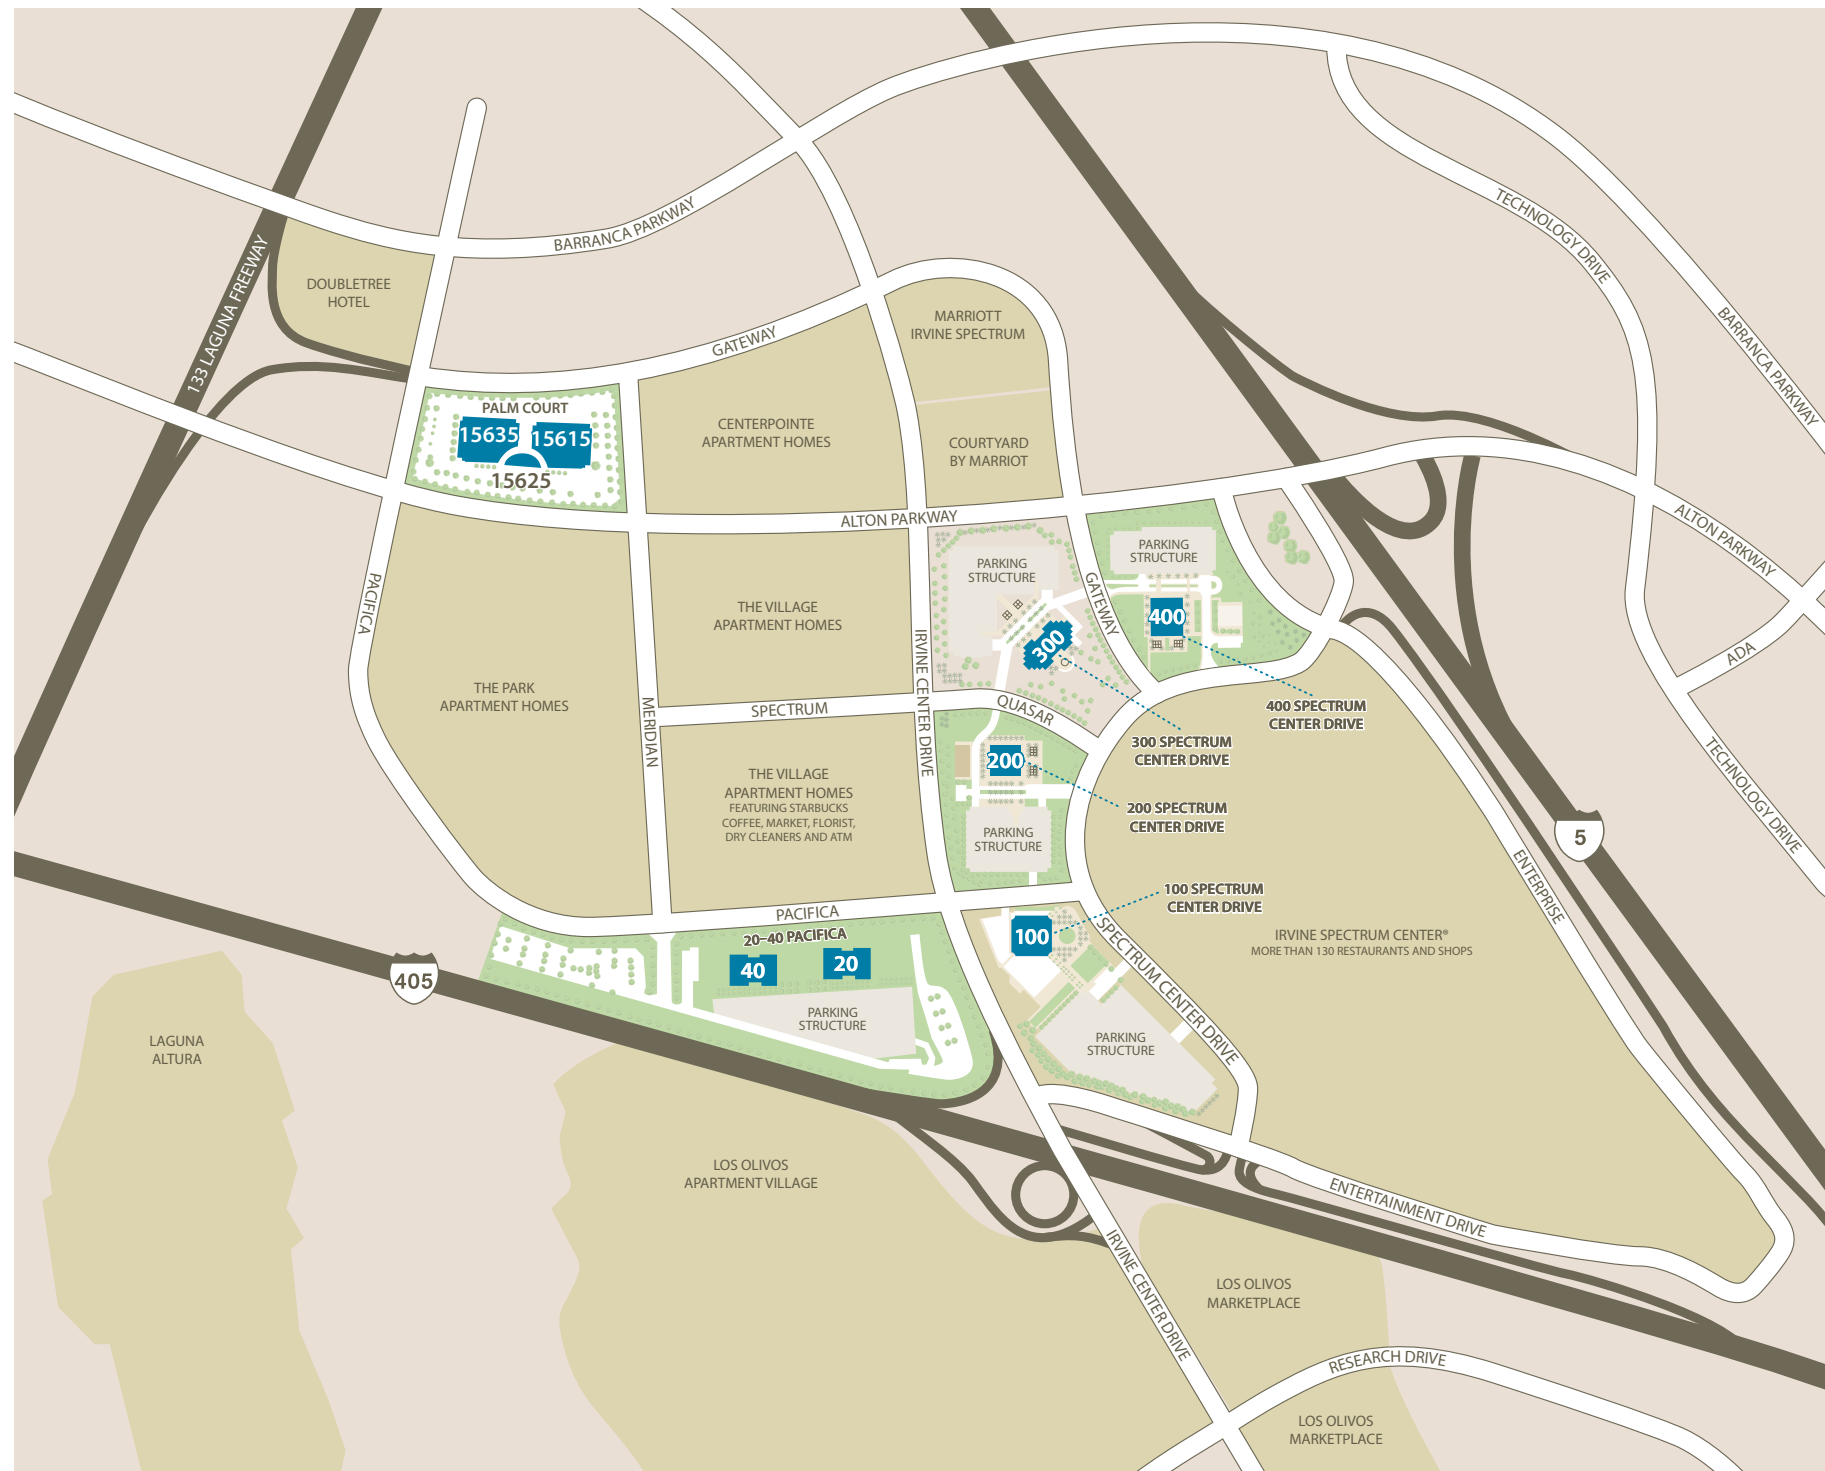 BARRANCA PARKWAY
TECHNOLOGY DRIVE
DOUBLETREE
HOTEL
133 LAGUNA FREEWAY
GATEWAY
MARRIOTT
IRVINE SPECTRUM
BARRANCA PARKWAY
PALM COURT
15635
15615
15625
CENTERPOINTE
APARTMENT HOMES
COURTYARD
BY MARRIOT
ALTON PARKWAY
ALTON PARKWAY
PARKING
STRUCTURE
PARKING
STRUCTURE
PACIFICA
THE VILLAGE
APARTMENT HOMES
IRVINE CENTER DRIVE
300
GATEWAY
400
ADA
THE PARK
APARTMENT HOMES
MERIDIAN
SPECTRUM
QUASAR
400 SPECTRUM
CENTER DRIVE
300 SPECTRUM
CENTER DRIVE
200
THE VILLAGE
APARTMENT HOMES
FEATURING STARBUCKS
COFFEE, MARKET, FLORIST,
DRY CLEANERS AND ATM
200 SPECTRUM
CENTER DRIVE
PARKING
STRUCTURE
TECHNOLOGY DRIVE
5
ENTERPRISE
100 SPECTRUM
CENTER DRIVE
PACIFICA
20–40 PACIFICA
100
SPECTRUM CENTER DRIVE
IRVINE SPECTRUM CENTER®
MORE THAN 130 RESTAURANTS AND SHOPS
40
20
405
PARKING
STRUCTURE
PARKING
STRUCTURE
LAGUNA
ALTURA
LOS OLIVOS
APARTMENT VILLAGE
ENTERTAINMENT DRIVE
IRVINE CENTER DRIVE
LOS OLIVOS
MARKETPLACE
RESEARCH DRIVE
LOS OLIVOS
MARKETPLACE